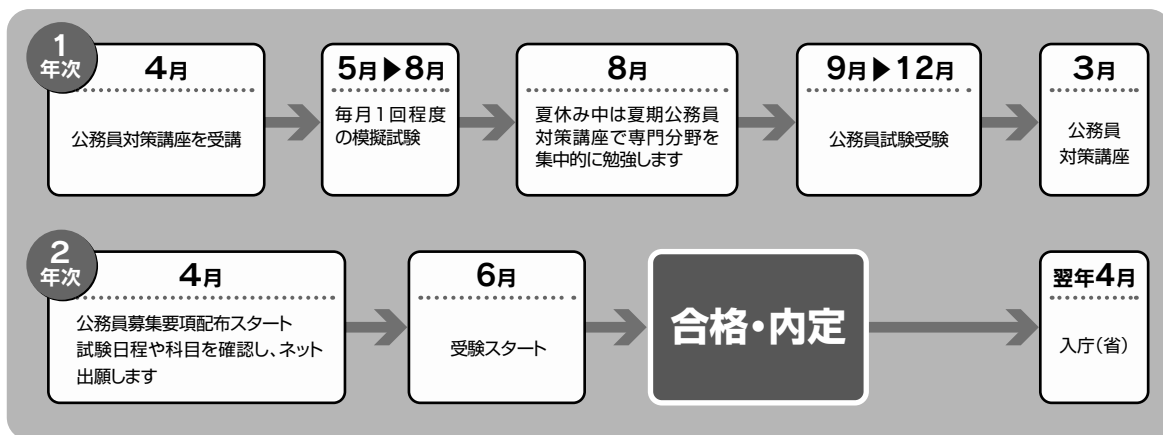 1
年次
4月
公務員対策講座を受講
5月▶8月
毎月1回程度
の模擬試験
8月
夏休み中は夏期公務員
対策講座で専門分野を
集中的に勉強します
9月▶12月
公務員試験受験
3月
公務員
対策講座
2
年次
4月
公務員募集要項配布スタート
試験日程や科目を確認し、ネット
出願します
6月
受験スタート
合格・内定
翌年4月
入庁(省)